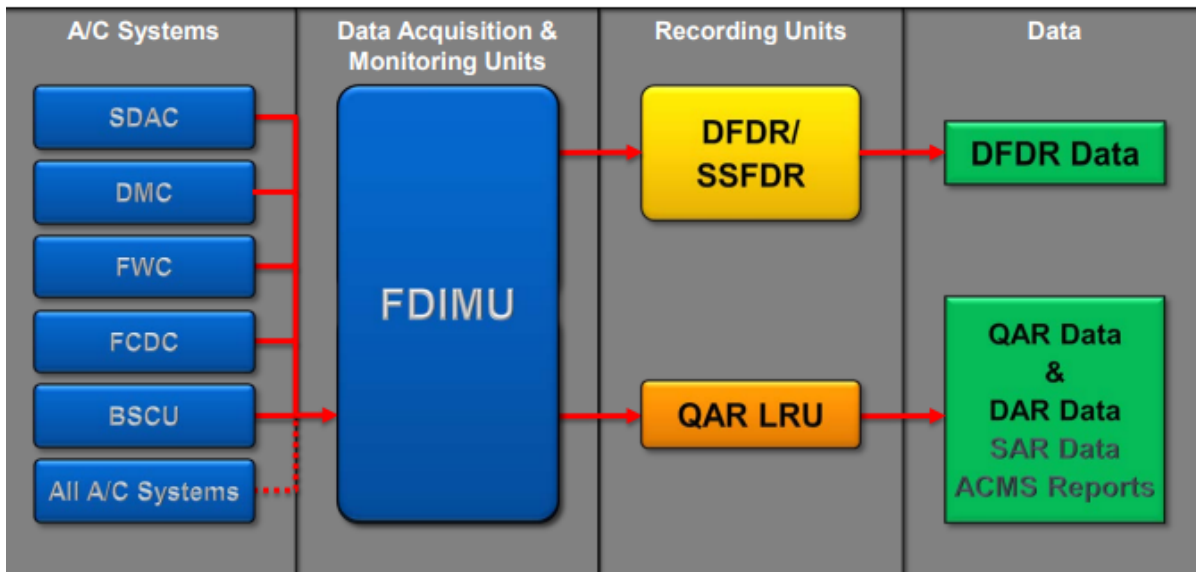 A/C Systems
Data Acquisition &
Monitoring Units
Recording Units
Data
SDAC
DMC
FWC
FCDC
BSCU
All A/C Systems
FDIMU
DFDR/
SSFDR
QAR LRU
DFDR Data
QAR Data
&
DAR Data
SAR Data
ACMS Reports